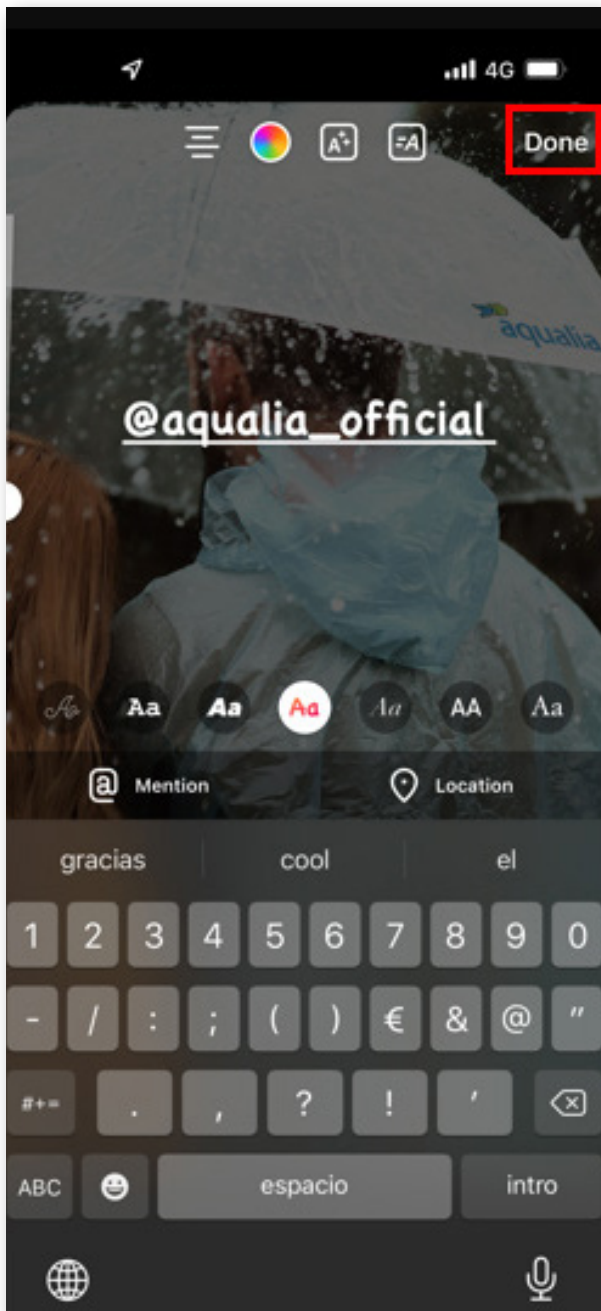 4G
Done
aqualia
@aqualia_official
Aa Aa Aa Aa Aa AA Aa
@ Mention Location
gracias cool el
1 2 3 4 5 6 7 8 9 0
- / : ; ( ) € & @ "
#+= . , ? ! '
ABC espacio intro